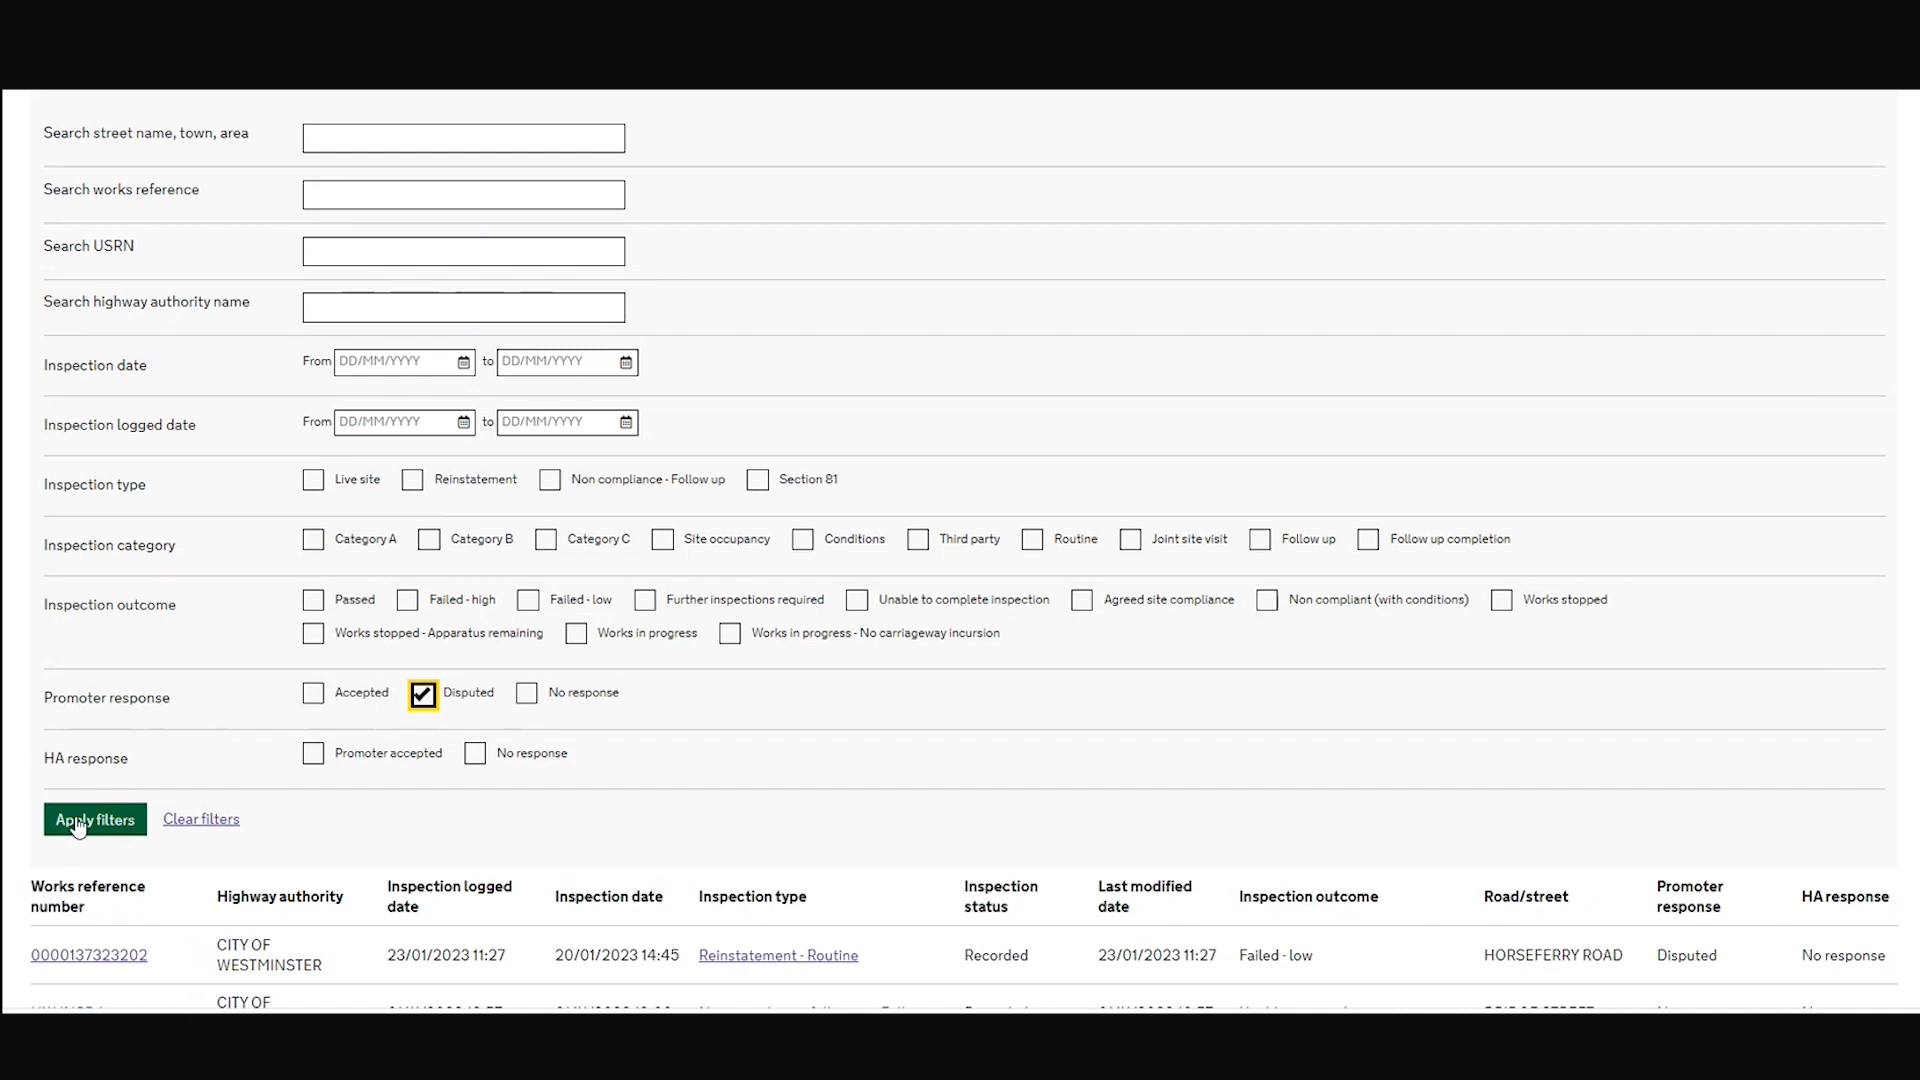 Search street name, town, area
Search works reference
Search USRN
Search highway authority name
Inspection date From DD/MM/YYYY to DD/MM/YYYY
Inspection logged date From DD/MM/YYYY to DD/MM/YYYY
Inspection type Live site Reinstatement Non compliance - Follow up Section 81
Inspection category Category A Category B Category C Site occupancy Conditions Third party Routine Joint site visit Follow up Follow up completion
Inspection outcome Passed Failed - high Failed - low Further inspections required Unable to complete inspection Agreed site compliance Non compliant (with conditions) Works stopped
Works stopped - Apparatus remaining Works in progress Works in progress - No carriageway incursion
Promoter response Accepted Disputed No response
HA response Promoter accepted No response
Apply filters Clear filters
Works reference number Highway authority Inspection logged date Inspection date Inspection type Inspection status Last modified date Inspection outcome Road/street Promoter response HA response
0000137323202 CITY OF WESTMINSTER 23/01/2023 11:27 20/01/2023 14:45 Reinstatement - Routine Recorded 23/01/2023 11:27 Failed - low HORSEFERRY ROAD Disputed No response
CITY OF